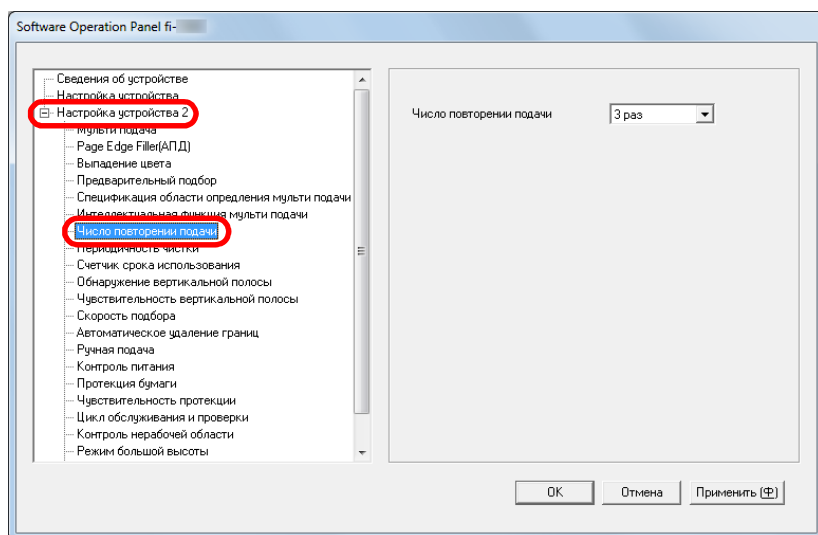 Software Operation Panel fi-
Сведения об устройстве
Настройка устройства
Настройка устройства 2
Мульти подача
Page Edge Filler(АПД)
Выпадение цвета
Предварительный подбор
Спецификация области опредления мульти подачи
Интеллектуальная функция мульти подачи
Число повторении подачи
Периодичность чистки
Счетчик срока использования
Обнаружение вертикальной полосы
Чувствительность вертикальной полосы
Скорость подбора
Автоматическое удаление границ
Ручная подача
Контроль питания
Протекция бумаги
Чувствительность протекции
Цикл обслуживания и проверки
Контроль нерабочей области
Режим большой высоты
Число повторении подачи 3 раз
OK Отмена Применить (Ф)